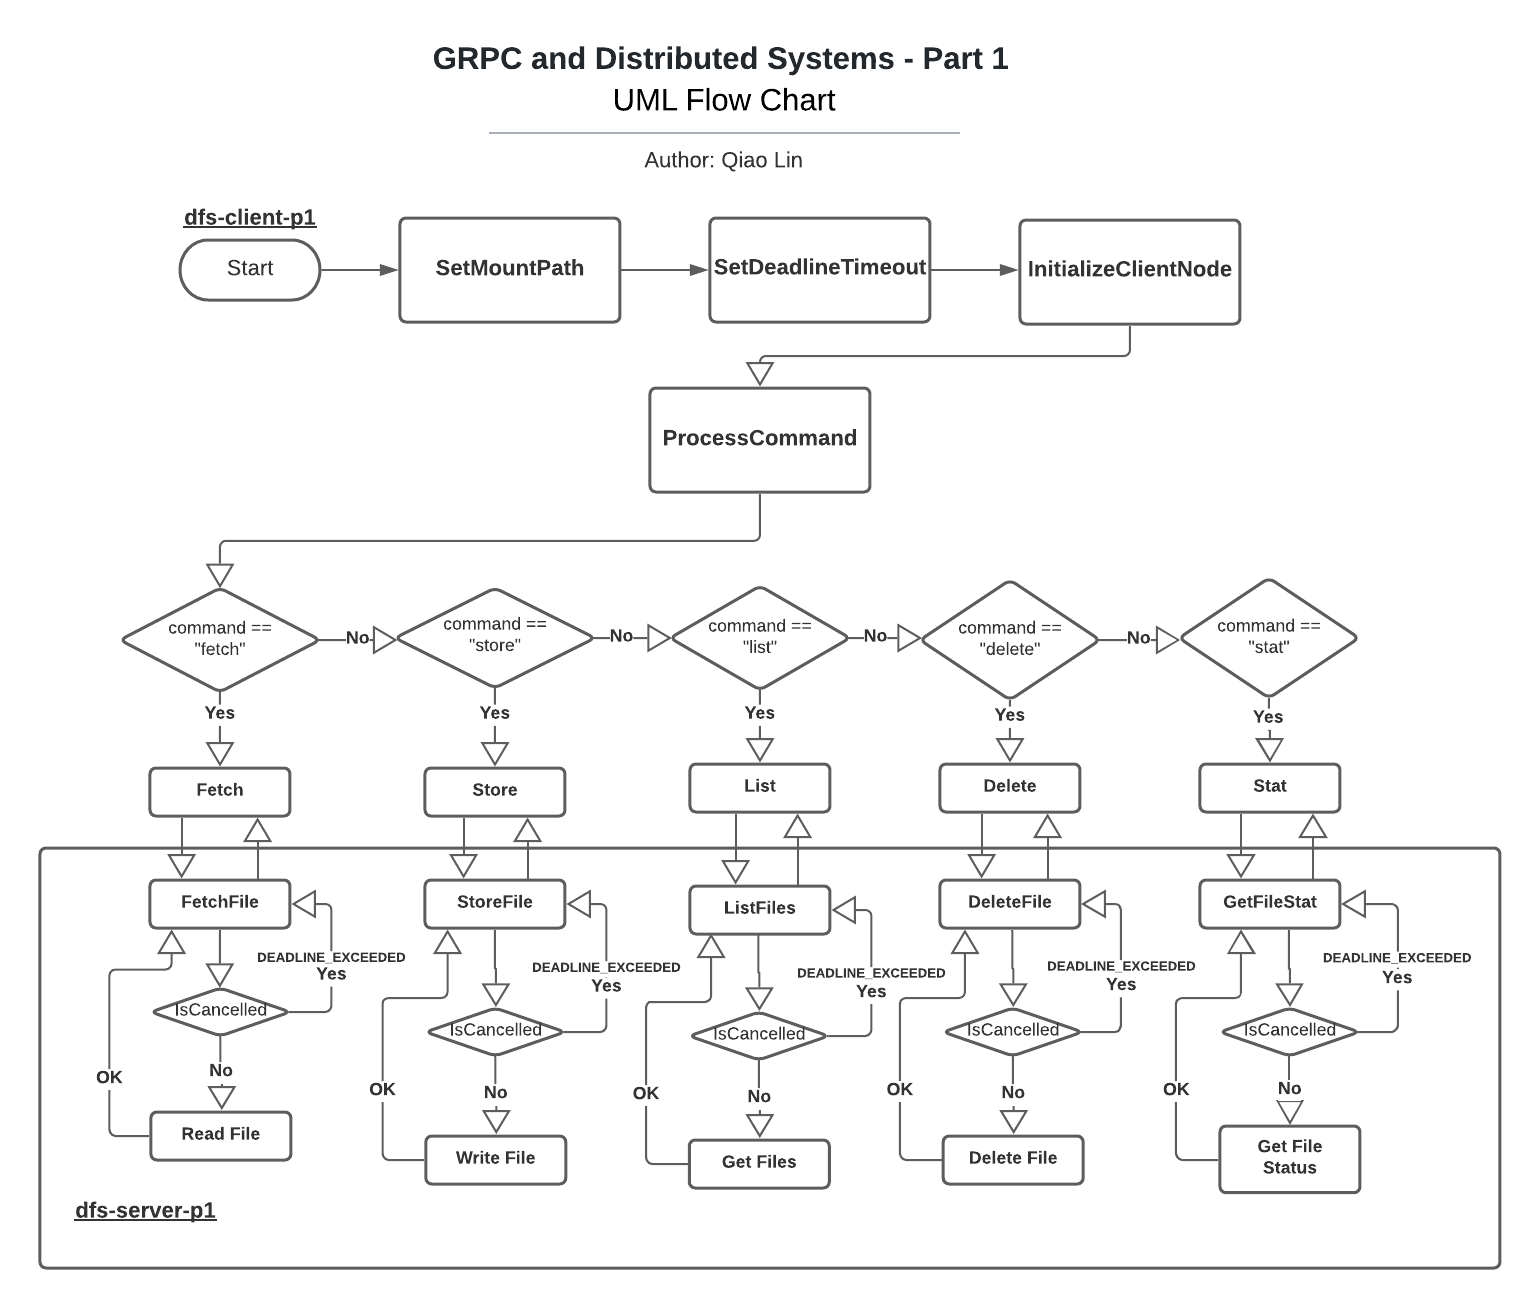 GRPC and Distributed Systems - Part 1
UML Flow Chart
Author: Qiao Lin
dfs-client-p1
Start
SetMountPath
SetDeadlineTimeout
InitializeClientNode
ProcessCommand
command ==
"fetch"
No
command ==
"store"
No
command ==
"list"
No
command ==
"delete"
No
command ==
"stat"
Yes
Yes
Yes
Yes
Yes
Fetch
Store
List
Delete
Stat
FetchFile
StoreFile
ListFiles
DeleteFile
GetFileStat
DEADLINE_EXCEEDED
Yes
DEADLINE_EXCEEDED
Yes
DEADLINE_EXCEEDED
Yes
DEADLINE_EXCEEDED
Yes
DEADLINE_EXCEEDED
Yes
IsCancelled
IsCancelled
IsCancelled
IsCancelled
IsCancelled
OK
No
OK
No
OK
No
OK
No
OK
No
Read File
Write File
Get Files
Delete File
Get File
Status
dfs-server-p1